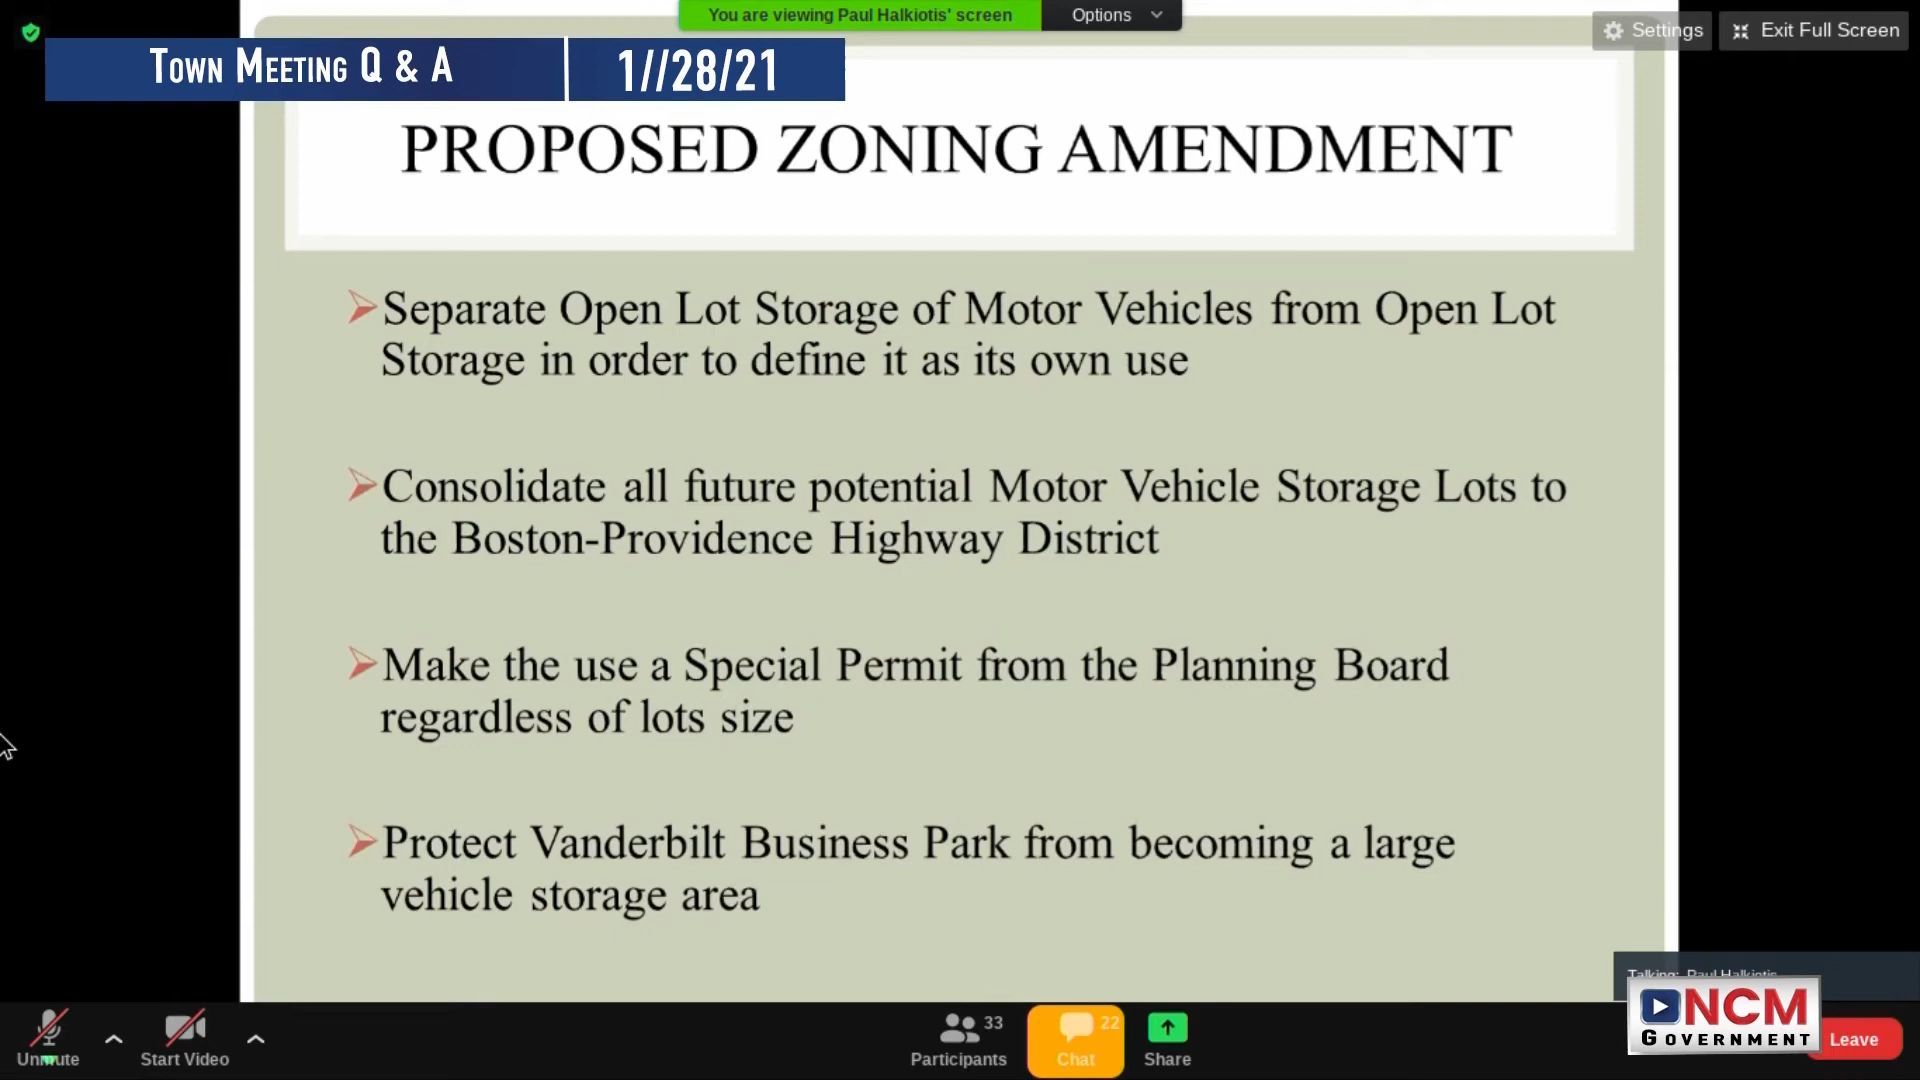 You are viewing Paul Halkiotis' screen
Options
Settings
Exit Full Screen
Town Meeting Q & A
1//28/21
PROPOSED ZONING AMENDMENT
Separate Open Lot Storage of Motor Vehicles from Open Lot
Storage in order to define it as its own use
Consolidate all future potential Motor Vehicle Storage Lots to
the Boston-Providence Highway District
Make the use a Special Permit from the Planning Board
regardless of lots size
Protect Vanderbilt Business Park from becoming a large
vehicle storage area
Talking: Paul Halkiotis
NCM
Government
Unmute
Start Video
33
Participants
22
Chat
Share
Leave